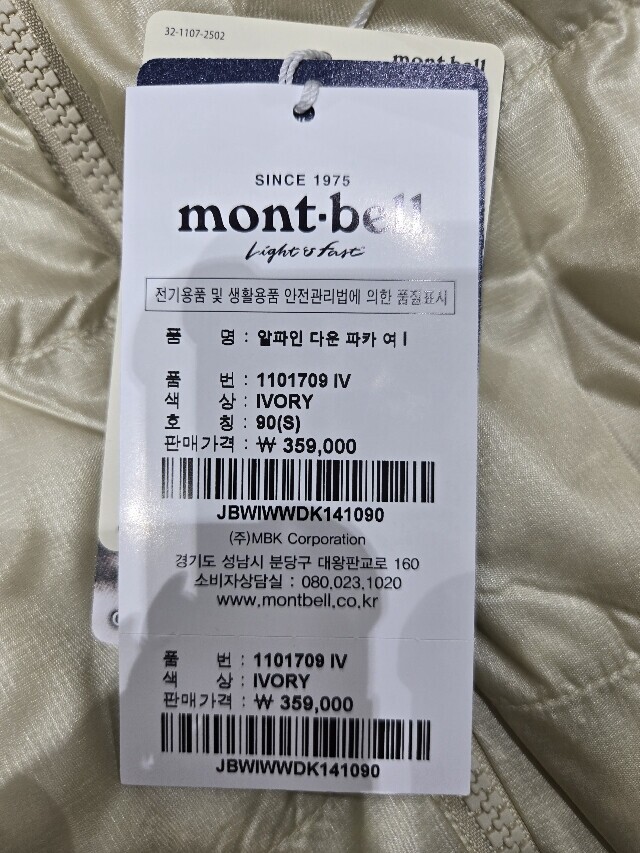 32-1107-2502
mont-bell
SINCE 1975
mont-bell
Light & Fast
전기용품 및 생활용품 안전관리법에 의한 품질표시
품 명 : 알파인 다운 파카 여 I
품 번 : 1101709 IV
색 상 : IVORY
호 칭 : 90(S)
판매가격 : ₩ 359,000
JBWIWWDK141090
(주)MBK Corporation
경기도 성남시 분당구 대왕판교로 160
소비자상담실 : 080.023.1020
www.montbell.co.kr
품 번 : 1101709 IV
색 상 : IVORY
판매가격 : ₩ 359,000
JBWIWWDK141090